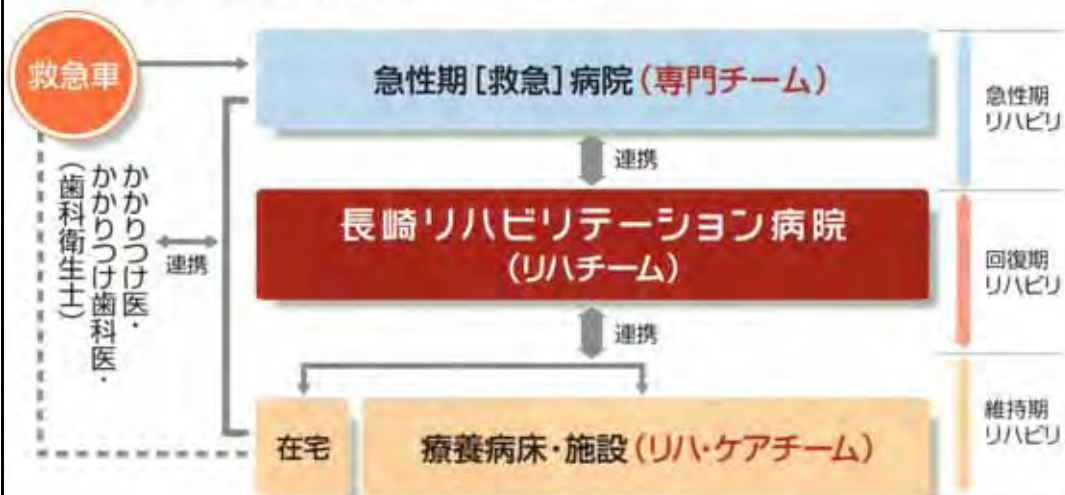 救急車
急性期[救急]病院(専門チーム)
急性期
リハビリ
連携
かかりつけ医・
かかりつけ歯科医・
(歯科衛生士)
連携
長崎リハビリテーション病院
(リハチーム)
回復期
リハビリ
連携
在宅
療養病床・施設(リハ・ケアチーム)
維持期
リハビリ